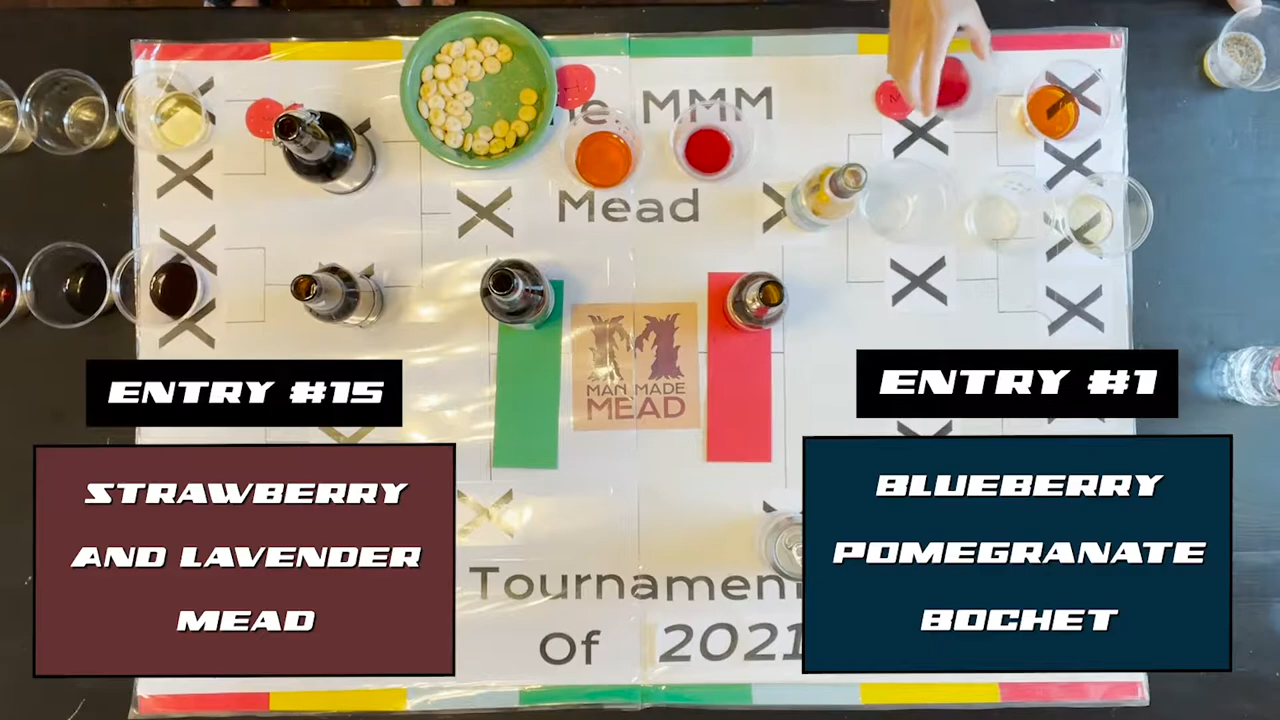 The MMM
Mead
MAN MADE
MEAD
Tournament
Of 2021
ENTRY #15
STRAWBERRY
AND LAVENDER
MEAD
ENTRY #1
BLUEBERRY
POMEGRANATE
BOCHET